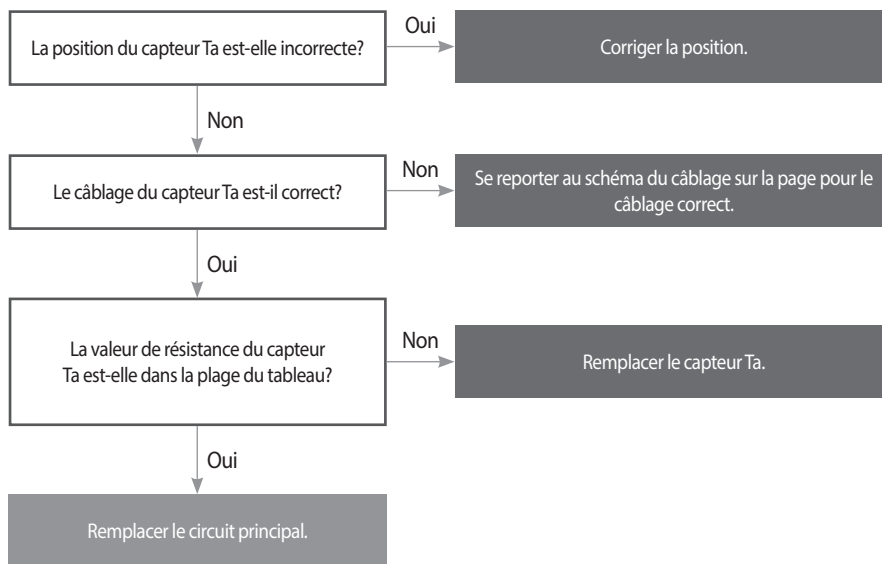 La position du capteur Ta est-elle incorrecte?
Oui
Corriger la position.
Non
Le câblage du capteur Ta est-il correct?
Non
Se reporter au schéma du câblage sur la page pour le
câblage correct.
Oui
La valeur de résistance du capteur
Ta est-elle dans la plage du tableau?
Non
Remplacer le capteur Ta.
Oui
Remplacer le circuit principal.